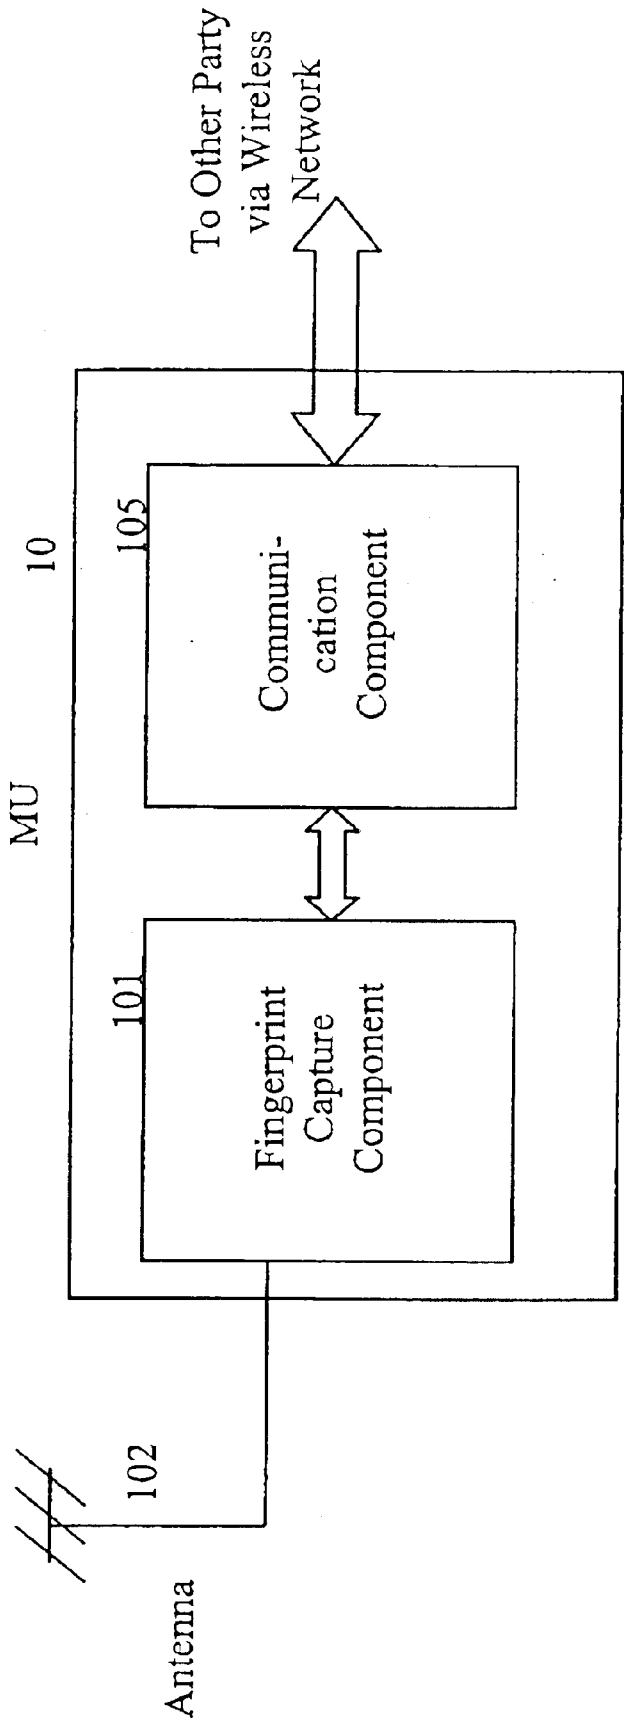 MU
10
Antenna
102
101
Fingerprint
Capture
Component
105
Communi-
cation
Component
To Other Party
via Wireless
Network